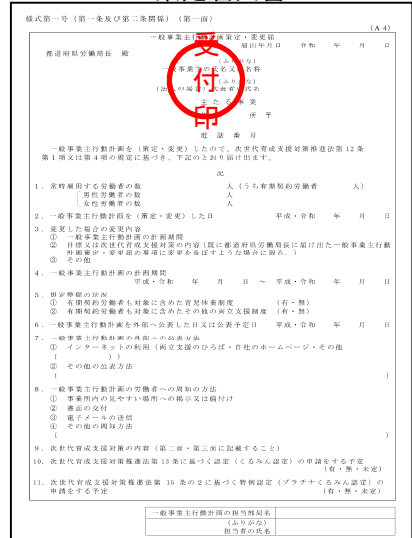 様式第一号（第一条及び第二条関係）（第一面）
（A4）
一般事業主行動計画策定・変更届
届出年月日　令和　年　月　日
都道府県労働局長　殿
（ふりがな）
一般事業主の氏名又は名称
（ふりがな）
（法人の場合）代表者の氏名
主たる事業
所　〒
電話番号
受付印
一般事業主行動計画を（策定・変更）したので、次世代育成支援対策推進法第12条
第1項又は第4項の規定に基づき、下記のとおり届け出ます。
記
1．常時雇用する労働者の数　人（うち有期契約労働者　人）
男性労働者の数　人
女性労働者の数　人
2．一般事業主行動計画を（策定・変更）した日　平成・令和　年　月　日
3．変更した場合の変更内容
①　一般事業主行動計画の計画期間
②　目標又は次世代育成支援対策の内容（既に都道府県労働局長に届け出た一般事業主行動
計画策定・変更届の事項に変更を及ぼすような場合に限る。）
③　その他
4．一般事業主行動計画の計画期間
平成・令和　年　月　日　～　平成・令和　年　月　日
5．規定整備の状況
①　有期契約労働者も対象に含めた育児休業制度　（有・無）
②　有期契約労働者も対象に含めたその他の両立支援制度　（有・無）
6．一般事業主行動計画を外部へ公表した日又は公表予定日　平成・令和　年　月　日
7．一般事業主行動計画の外部への公表方法
①　インターネットの利用（両立支援のひろば・自社のホームページ・その他
（　））
②　その他の公表方法
（　）
8．一般事業主行動計画の労働者への周知の方法
①　事業所内の見やすい場所への掲示又は備付け
②　書面の交付
③　電子メールの送信
④　その他の周知方法
（　）
9．次世代育成支援対策の内容（第二面・第三面に記載すること）
10．次世代育成支援対策推進法第13条に基づく認定（くるみん認定）の申請をする予定
（有・無・未定）
11．次世代育成支援対策推進法第　15　条の2に基づく特例認定（プラチナくるみん認定）の
申請をする予定　（有・無・未定）
一般事業主行動計画の担当部局名
（ふりがな）
担当者の氏名